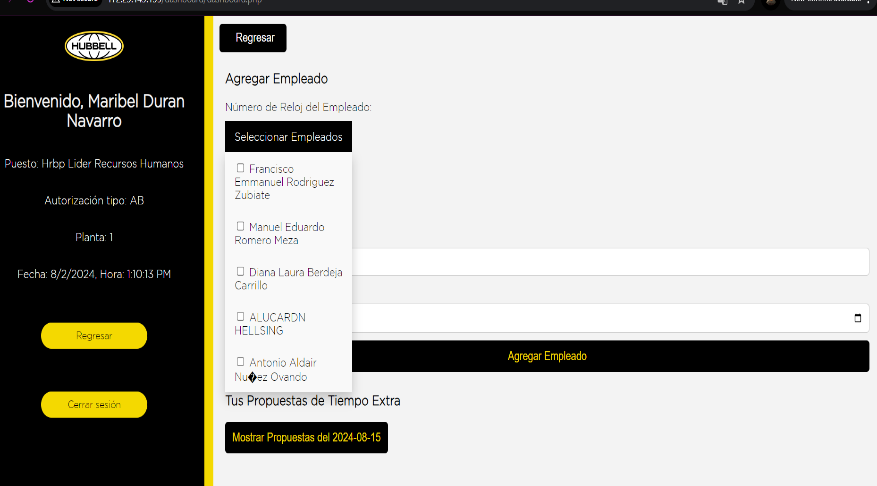 HUBBELL
Bienvenido, Maribel Duran
Navarro
Puesto: Hrbp Lider Recursos Humanos
Autorización tipo: AB
Planta: 1
Fecha: 8/2/2024, Hora: 1:10:13 PM
Regresar
Cerrar sesión
Regresar
Agregar Empleado
Número de Reloj del Empleado:
Seleccionar Empleados
Francisco
Emmanuel Rodriguez
Zubiate
Manuel Eduardo
Romero Meza
Diana Laura Berdeja
Carrillo
ALUCARDN
HELLSING
Antonio Aldair
Nu�ez Ovando
Agregar Empleado
Tus Propuestas de Tiempo Extra
Mostrar Propuestas del 2024-08-15